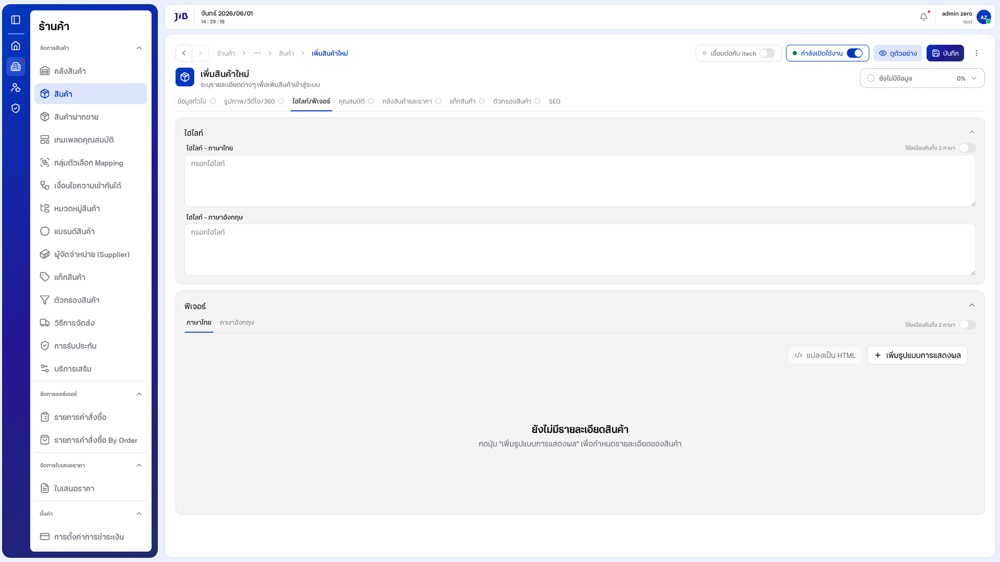 ร้านค้า
จัดการสินค้า
คลังสินค้า
สินค้า
สินค้าฝากขาย
เทมเพลตคุณสมบัติ
กลุ่มตัวเลือก Mapping
เงื่อนไขความเข้ากันได้
หมวดหมู่สินค้า
แบรนด์สินค้า
ผู้จัดจำหน่าย (Supplier)
แท็กสินค้า
ตัวกรองสินค้า
วิธีการจัดส่ง
การรับประกัน
บริการเสริม
จัดการออร์เดอร์
รายการคำสั่งซื้อ
รายการคำสั่งซื้อ By Order
จัดการใบเสนอราคา
ใบเสนอราคา
ตั้งค่า
การตั้งค่าการชำระเงิน
JIB
จันทร์ 2026/06/01
14 : 29 : 18
admin zero
test
AZ
ร้านค้า > ··· > สินค้า > เพิ่มสินค้าใหม่
เชื่อมต่อกับ itech
กำลังเปิดใช้งาน
ดูตัวอย่าง
บันทึก
เพิ่มสินค้าใหม่
ระบุรายละเอียดต่างๆ เพื่อเพิ่มสินค้าเข้าสู่ระบบ
ยังไม่มีข้อมูล 0%
ข้อมูลทั่วไป รูปภาพ/วีดีโอ/360 ไฮไลท์/ฟีเจอร์ คุณสมบัติ คลังสินค้าและราคา แท็กสินค้า ตัวกรองสินค้า SEO
ไฮไลท์
ไฮไลท์ - ภาษาไทย
ใช้เหมือนกันทั้ง 2 ภาษา
กรอกไฮไลท์
ไฮไลท์ - ภาษาอังกฤษ
กรอกไฮไลท์
ฟีเจอร์
ภาษาไทย ภาษาอังกฤษ
ใช้เหมือนกันทั้ง 2 ภาษา
</> แปลงเป็น HTML
+ เพิ่มรูปแบบการแสดงผล
ยังไม่มีรายละเอียดสินค้า
กดปุ่ม “เพิ่มรูปแบบการแสดงผล” เพื่อกำหนดรายละเอียดของสินค้า